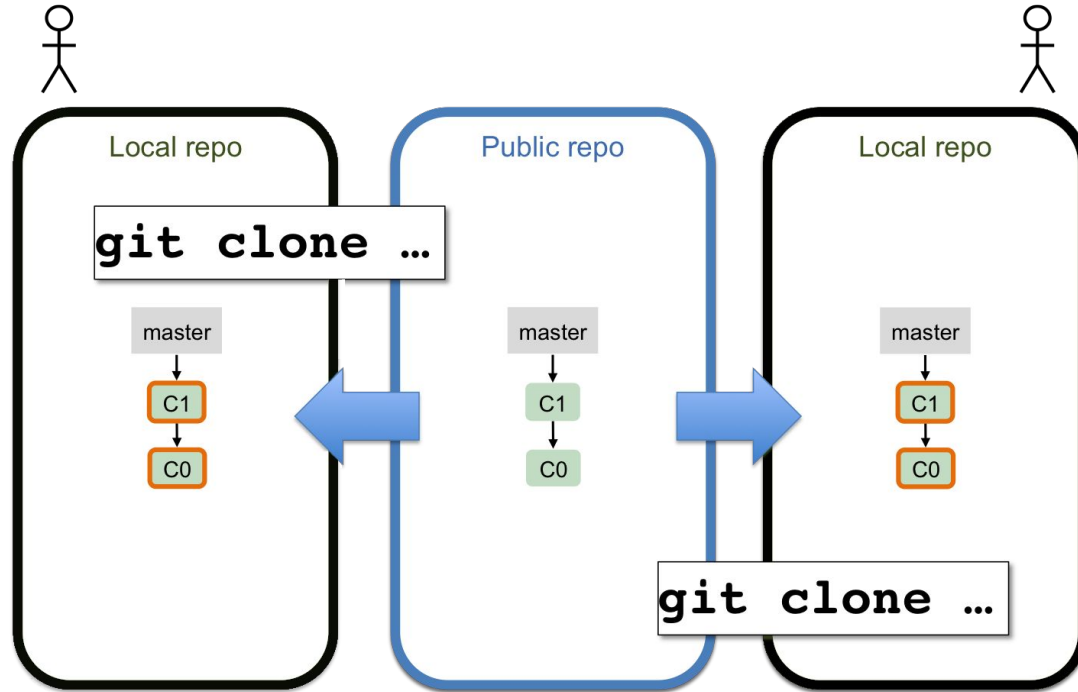 Local repo
Public repo
Local repo
git clone …
master
master
master
C1
C1
C1
C0
C0
C0
git clone …